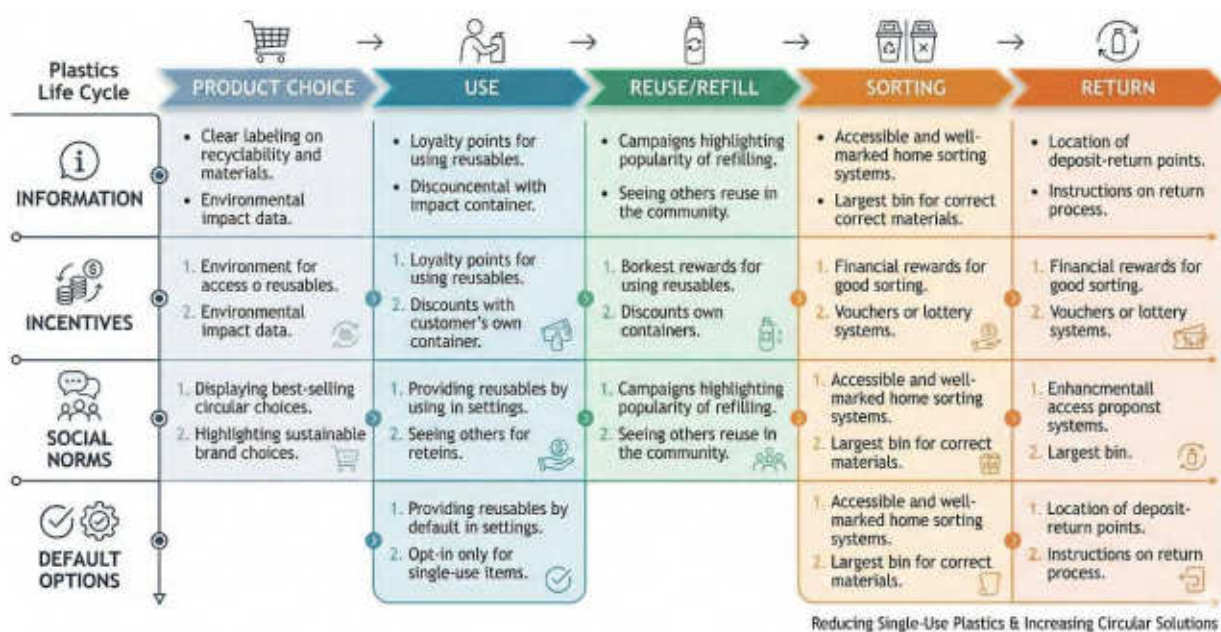 Plastics
Life Cycle
PRODUCT CHOICE
USE
REUSE/REFILL
SORTING
RETURN
INFORMATION
• Clear labeling on
recyclability and
materials.
• Environmental
impact data.
• Loyalty points for
using reusables.
• Discouncental with
impact container.
• Campaigns highlighting
popularity of refilling.
• Seeing others reuse in
the community.
• Accessible and well-
marked home sorting
systems.
• Largest bin for correct
correct materials.
• Location of
deposit-return points.
• Instructions on return
process.
INCENTIVES
1. Environment for
access o reusables.
2. Environmental
impact data.
1. Loyalty points for
using reusables.
2. Discounts with
customer's own
container.
1. Borkest rewards for
using reusables.
2. Discounts own
containers.
1. Financial rewards for
good sorting.
2. Vouchers or lottery
systems.
1. Financial rewards for
good sorting.
2. Vouchers or lottery
systems.
SOCIAL
NORMS
1. Displaying best-selling
circular choices.
2. Highlighting sustainable
brand choices.
1. Providing reusables by
using in settings.
2. Seeing others for
reteins.
1. Campaigns highlighting
popularity of refilling.
2. Seeing others reuse in
the community.
1. Accessible and well-
marked home sorting
systems.
2. Largest bin for correct
materials.
1. Enhancmentall
access proponst
systems.
2. Largest bin.
DEFAULT
OPTIONS
1. Providing reusables by
default in settings.
2. Opt-in only for
single-use items.
1. Accessible and well-
marked home sorting
systems.
2. Largest bin for correct
materials.
1. Location of deposit-
return points.
2. Instructions on return
process.
Reducing Single-Use Plastics & Increasing Circular Solutions